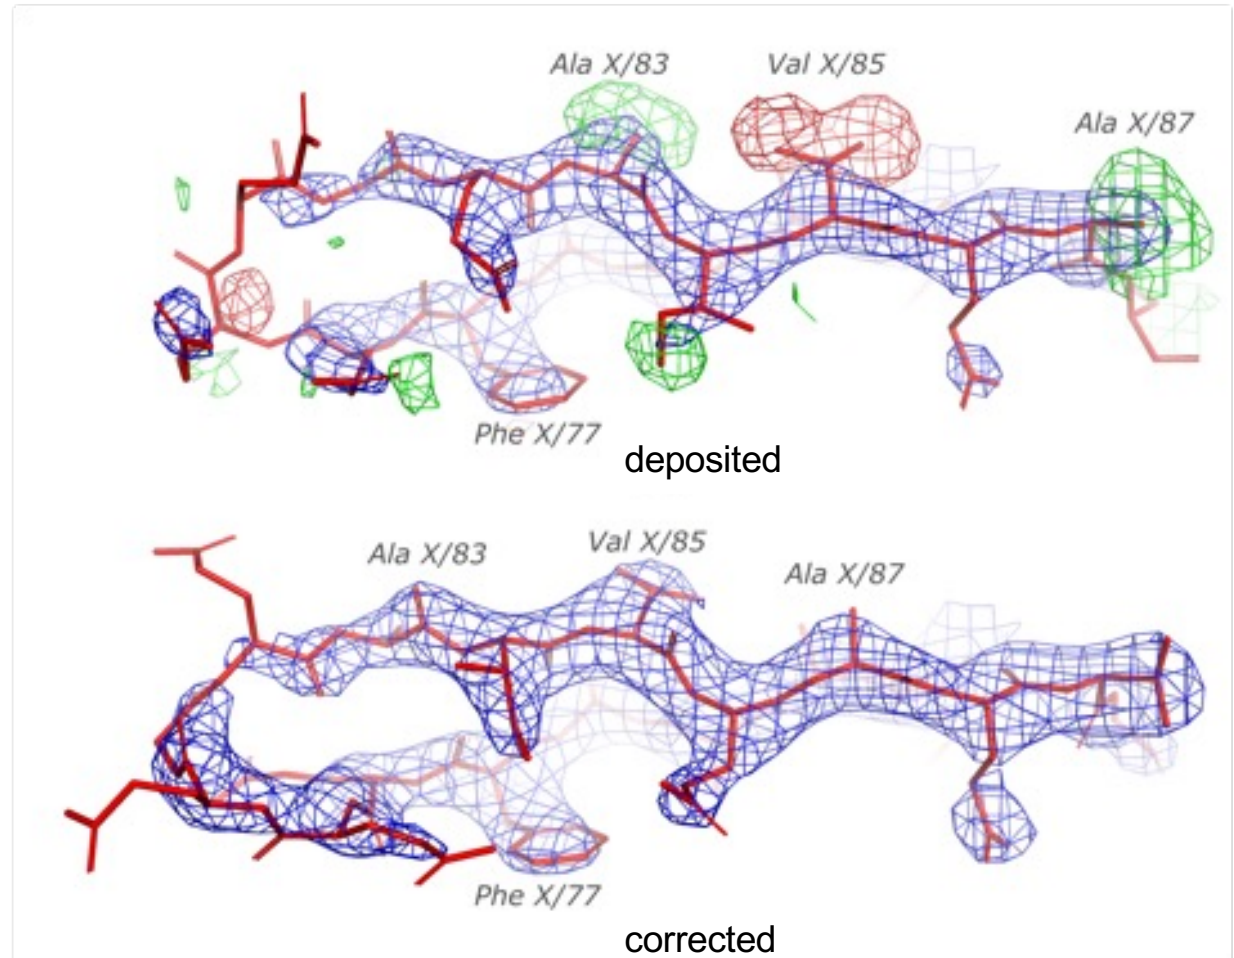 Ala X/83
Val X/85
Ala X/87
Phe X/77
deposited
Ala X/83
Val X/85
Ala X/87
Phe X/77
corrected